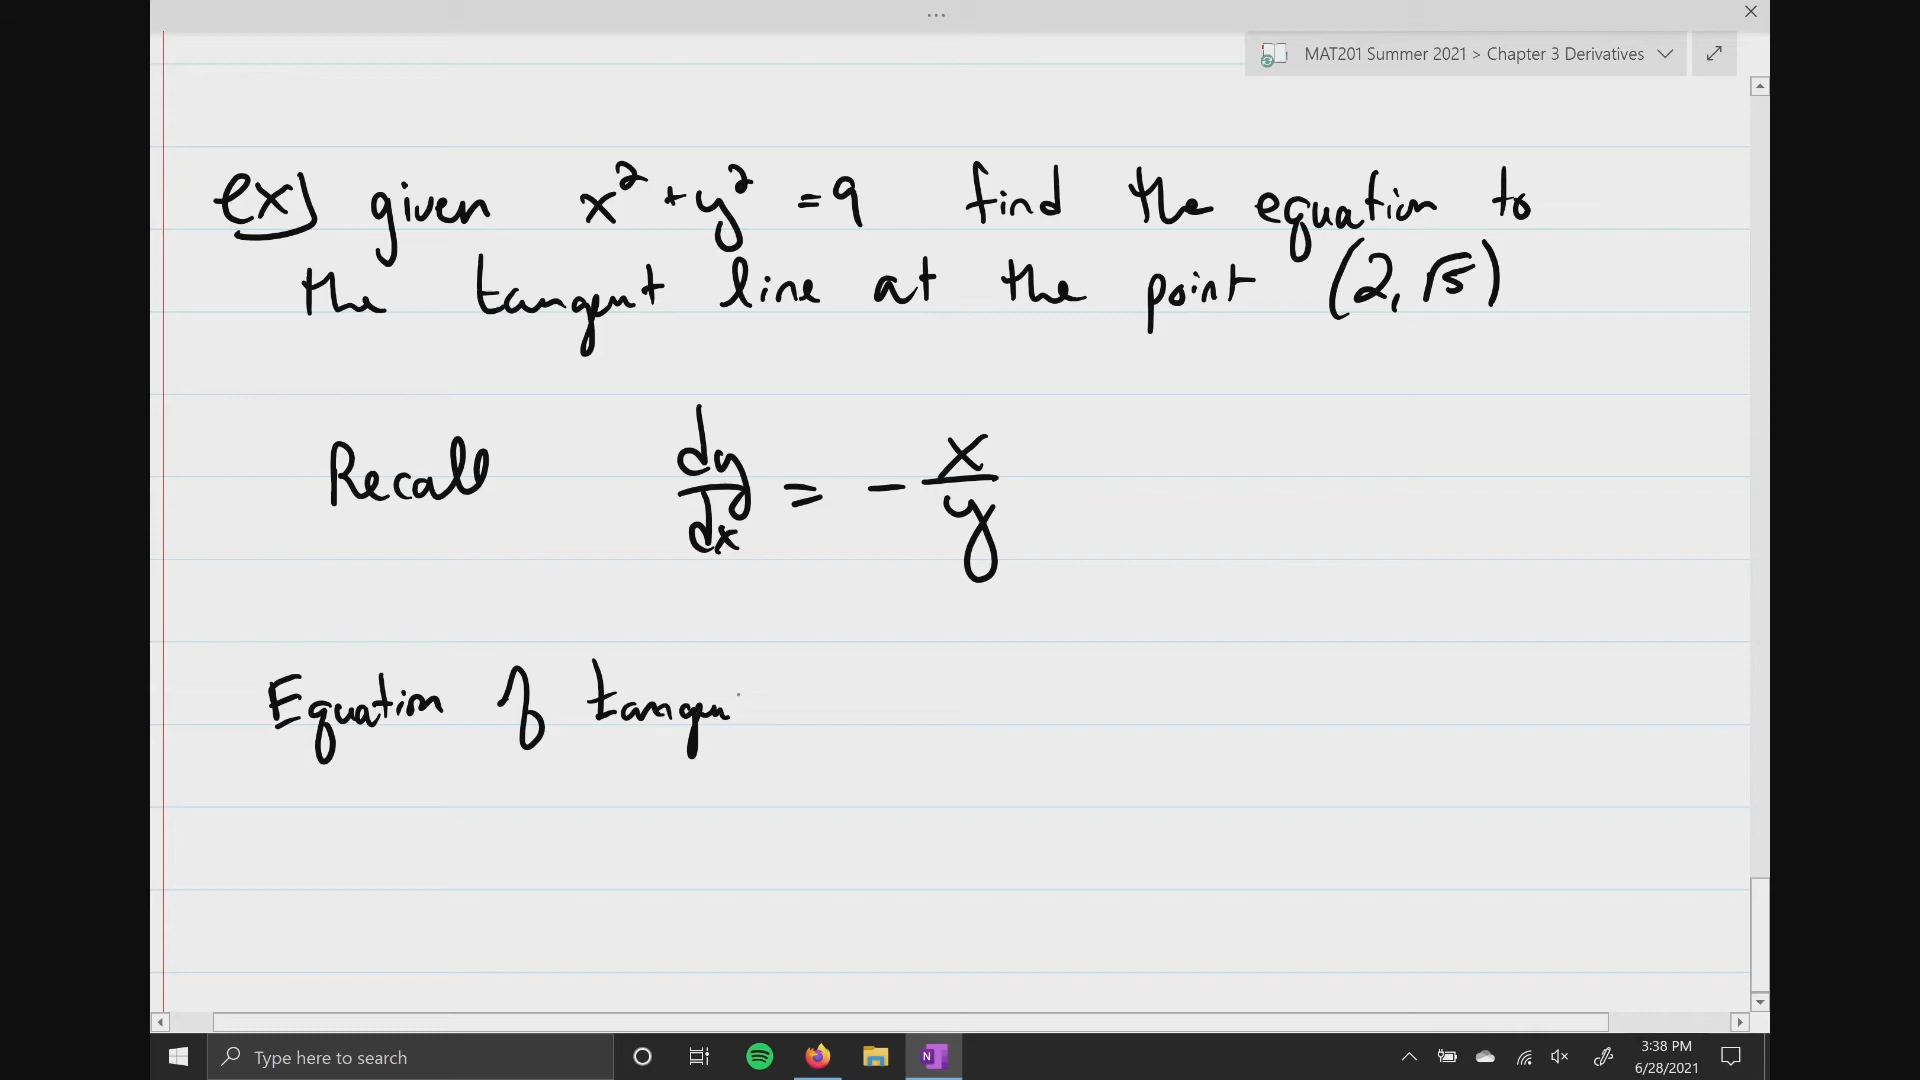 MAT201 Summer 2021 > Chapter 3 Derivatives
ex) given x² + y² = 9 find the equation to
the tangent line at the point (2, √5)
Recall dy/dx = - x/y
Equation of tangen
Type here to search
3:38 PM
6/28/2021